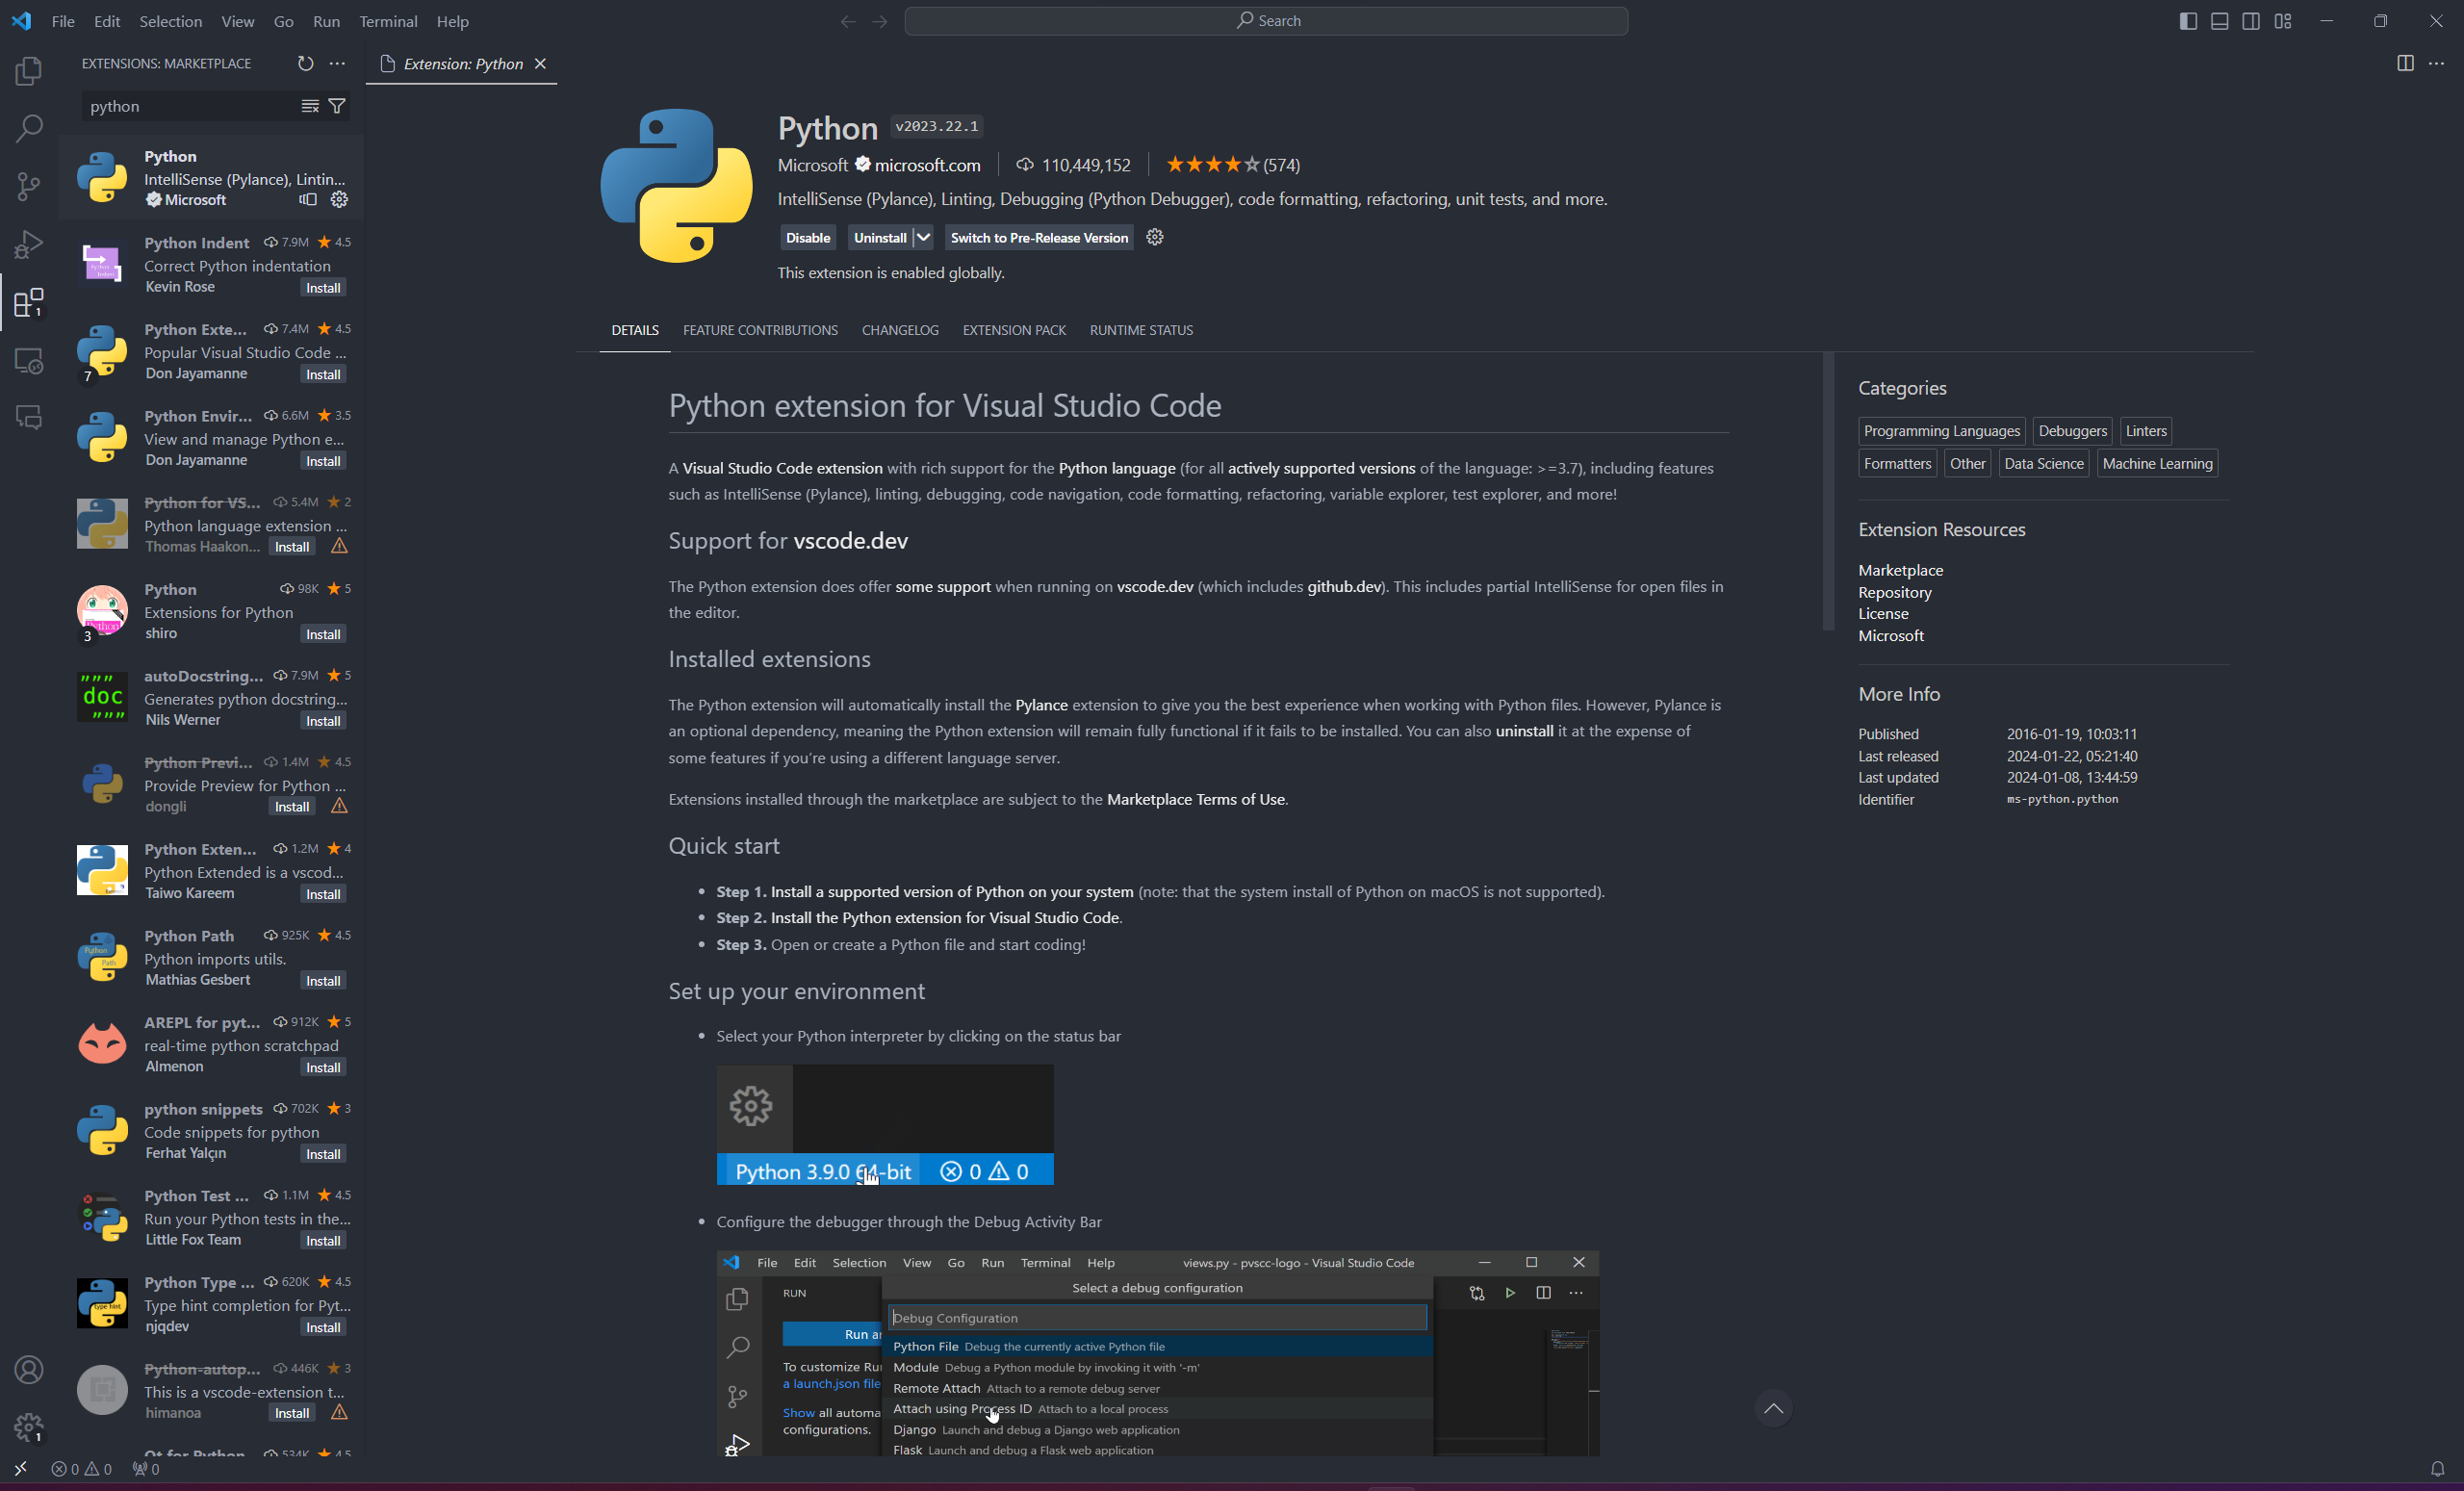 File Edit Selection View Go Run Terminal Help
Search
EXTENSIONS: MARKETPLACE
Extension: Python
python
Python
IntelliSense (Pylance), Lintin...
Microsoft
Python Indent 7.9M 4.5
Correct Python indentation
Kevin Rose Install
Python Exte... 7.4M 4.5
Popular Visual Studio Code ...
7 Don Jayamanne Install
Python Envir... 6.6M 3.5
View and manage Python e...
Don Jayamanne Install
Python for VS... 5.4M 2
Python language extension ...
Thomas Haakon... Install
Python 98K 5
Extensions for Python
3 shiro Install
autoDocstring... 7.9M 5
"""
doc
"""
Generates python docstring...
Nils Werner Install
Python Previ... 1.4M 4.5
Provide Preview for Python ...
dongli Install
Python Exten... 1.2M 4
Python Extended is a vscod...
Taiwo Kareem Install
Python Path 925K 4.5
Python imports utils.
Mathias Gesbert Install
AREPL for pyt... 912K 5
real-time python scratchpad
Almenon Install
python snippets 702K 3
Code snippets for python
Ferhat Yalçın Install
Python Test ... 1.1M 4.5
Run your Python tests in the...
Little Fox Team Install
Python Type ... 620K 4.5
Type hint completion for Pyt...
njqdev Install
Python-autop... 446K 3
This is a vscode-extension t...
himanoa Install
Qt for Python 534K 4.5
1
1
0 0 0
Python v2023.22.1
Microsoft microsoft.com 110,449,152 (574)
IntelliSense (Pylance), Linting, Debugging (Python Debugger), code formatting, refactoring, unit tests, and more.
Disable Uninstall Switch to Pre-Release Version
This extension is enabled globally.
DETAILS FEATURE CONTRIBUTIONS CHANGELOG EXTENSION PACK RUNTIME STATUS
Python extension for Visual Studio Code
A Visual Studio Code extension with rich support for the Python language (for all actively supported versions of the language: >=3.7), including features
such as IntelliSense (Pylance), linting, debugging, code navigation, code formatting, refactoring, variable explorer, test explorer, and more!
Support for vscode.dev
The Python extension does offer some support when running on vscode.dev (which includes github.dev). This includes partial IntelliSense for open files in
the editor.
Installed extensions
The Python extension will automatically install the Pylance extension to give you the best experience when working with Python files. However, Pylance is
an optional dependency, meaning the Python extension will remain fully functional if it fails to be installed. You can also uninstall it at the expense of
some features if you're using a different language server.
Extensions installed through the marketplace are subject to the Marketplace Terms of Use.
Quick start
• Step 1. Install a supported version of Python on your system (note: that the system install of Python on macOS is not supported).
• Step 2. Install the Python extension for Visual Studio Code.
• Step 3. Open or create a Python file and start coding!
Set up your environment
• Select your Python interpreter by clicking on the status bar
Python 3.9.0 64-bit 0 0
• Configure the debugger through the Debug Activity Bar
File Edit Selection View Go Run Terminal Help views.py - pvscc-logo - Visual Studio Code
Select a debug configuration
RUN
Debug Configuration
Run a
Python File Debug the currently active Python file
To customize Ru
Module Debug a Python module by invoking it with '-m'
a launch.json file
Remote Attach Attach to a remote debug server
Show all automa
Attach using Process ID Attach to a local process
configurations.
Django Launch and debug a Django web application
Flask Launch and debug a Flask web application
Categories
Programming Languages Debuggers Linters
Formatters Other Data Science Machine Learning
Extension Resources
Marketplace
Repository
License
Microsoft
More Info
Published 2016-01-19, 10:03:11
Last released 2024-01-22, 05:21:40
Last updated 2024-01-08, 13:44:59
Identifier ms-python.python